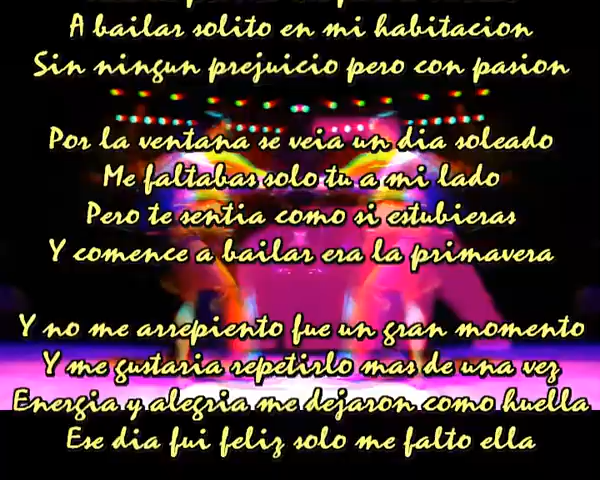 A bailar solito en mi habitacion
Sin ningun prejuicio pero con pasion
Por la ventana se veia un dia soleado
Me faltabas solo tu a mi lado
Pero te sentia como si estubieras
Y comence a bailar era la primavera
Y no me arrepiento fue un gran momento
Y me gustaria repetirlo mas de una vez
Energia y alegria me dejaron como huella
Ese dia fui feliz solo me falto ella